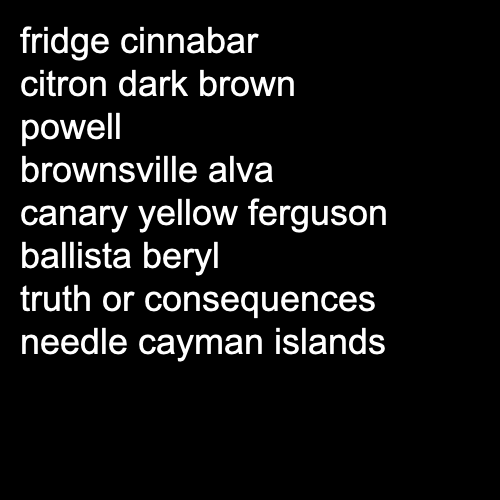 fridge cinnabar
citron dark brown
powell
brownsville alva
canary yellow ferguson
ballista beryl
truth or consequences
needle cayman islands